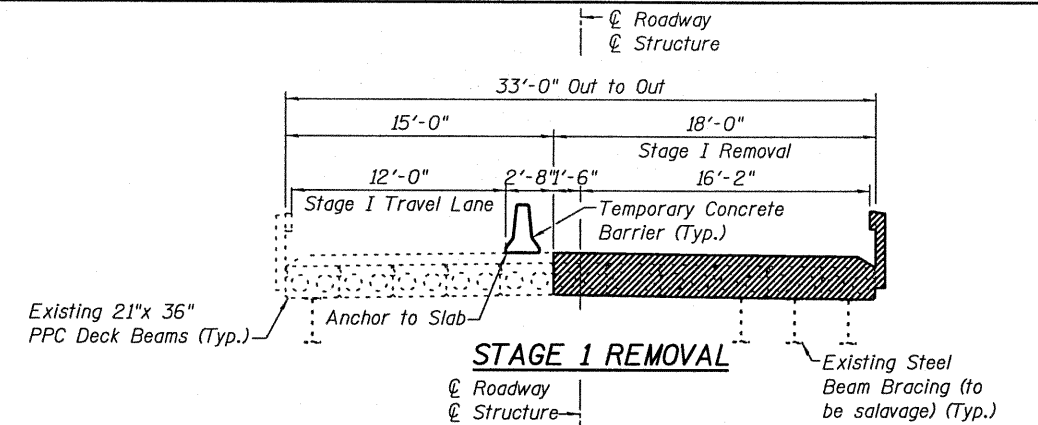 ℄ Roadway
℄ Structure
33'-0" Out to Out
15'-0"
18'-0"
Stage I Removal
12'-0"
2'-8"
1'-6"
16'-2"
Stage I Travel Lane
Temporary Concrete
Barrier (Typ.)
Existing 21"x 36"
PPC Deck Beams (Typ.)
Anchor to Slab
STAGE 1 REMOVAL
Existing Steel
Beam Bracing (to
be salavage) (Typ.)
℄ Roadway
℄ Structure